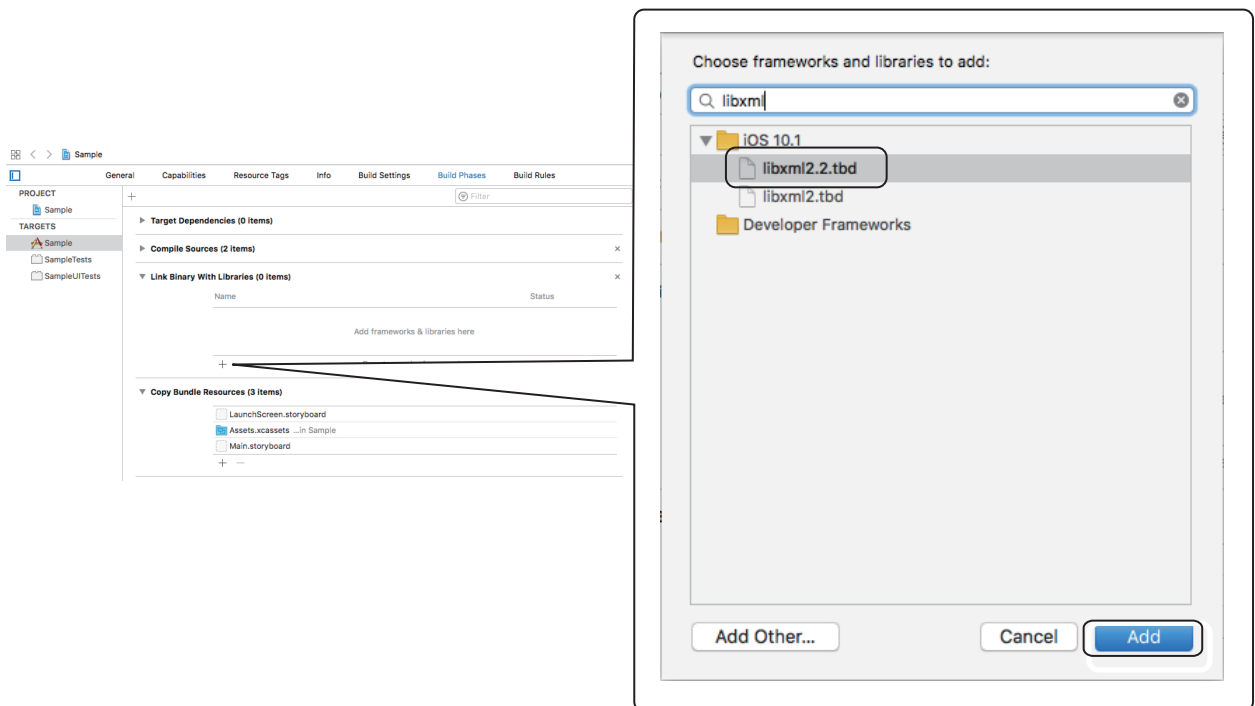 Sample
General Capabilities Resource Tags Info Build Settings Build Phases Build Rules
PROJECT
Sample
TARGETS
Sample
SampleTests
SampleUITests
+ Filter
Target Dependencies (0 items)
Compile Sources (2 items) ×
Link Binary With Libraries (0 items) ×
Name Status
Add frameworks & libraries here
+
Copy Bundle Resources (3 items)
LaunchScreen.storyboard
Assets.xcassets ...in Sample
Main.storyboard
+ −
Choose frameworks and libraries to add:
libxml
iOS 10.1
libxml2.2.tbd
libxml2.tbd
Developer Frameworks
Add Other...
Cancel
Add